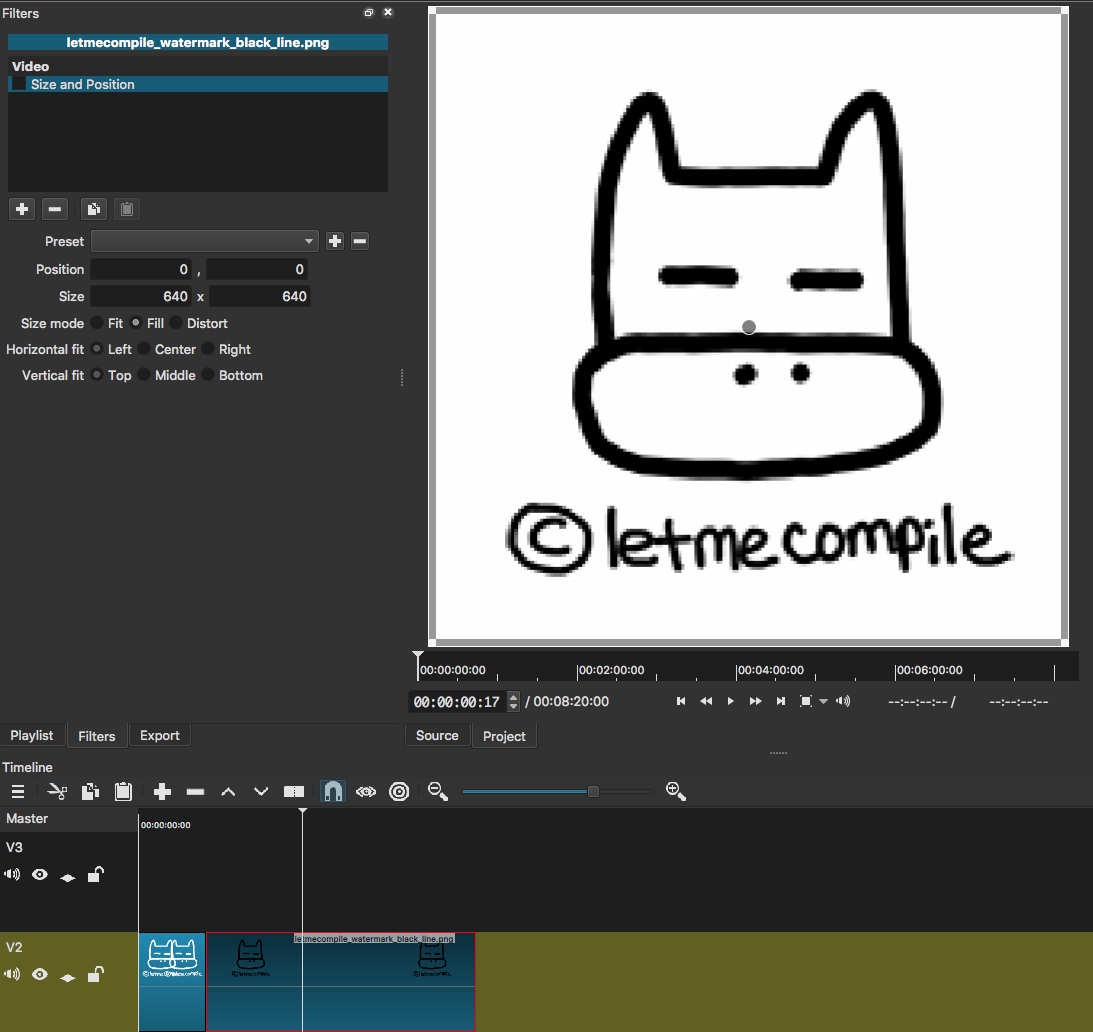 Filters
letmecompile_watermark_black_line.png
Video
Size and Position
Preset
Position 0 , 0
Size 640 x 640
Size mode Fit Fill Distort
Horizontal fit Left Center Right
Vertical fit Top Middle Bottom
© letmecompile
00:00:00:00 00:02:00:00 00:04:00:00 00:06:00:00
00:00:00:17 / 00:08:20:00 --:--:--:-- / --:--:--:--
Playlist Filters Export Source Project
Timeline
Master
00:00:00:00
V3
V2
letmecompile_watermark_black_line.png
©letmecompile.
©letmecompile.